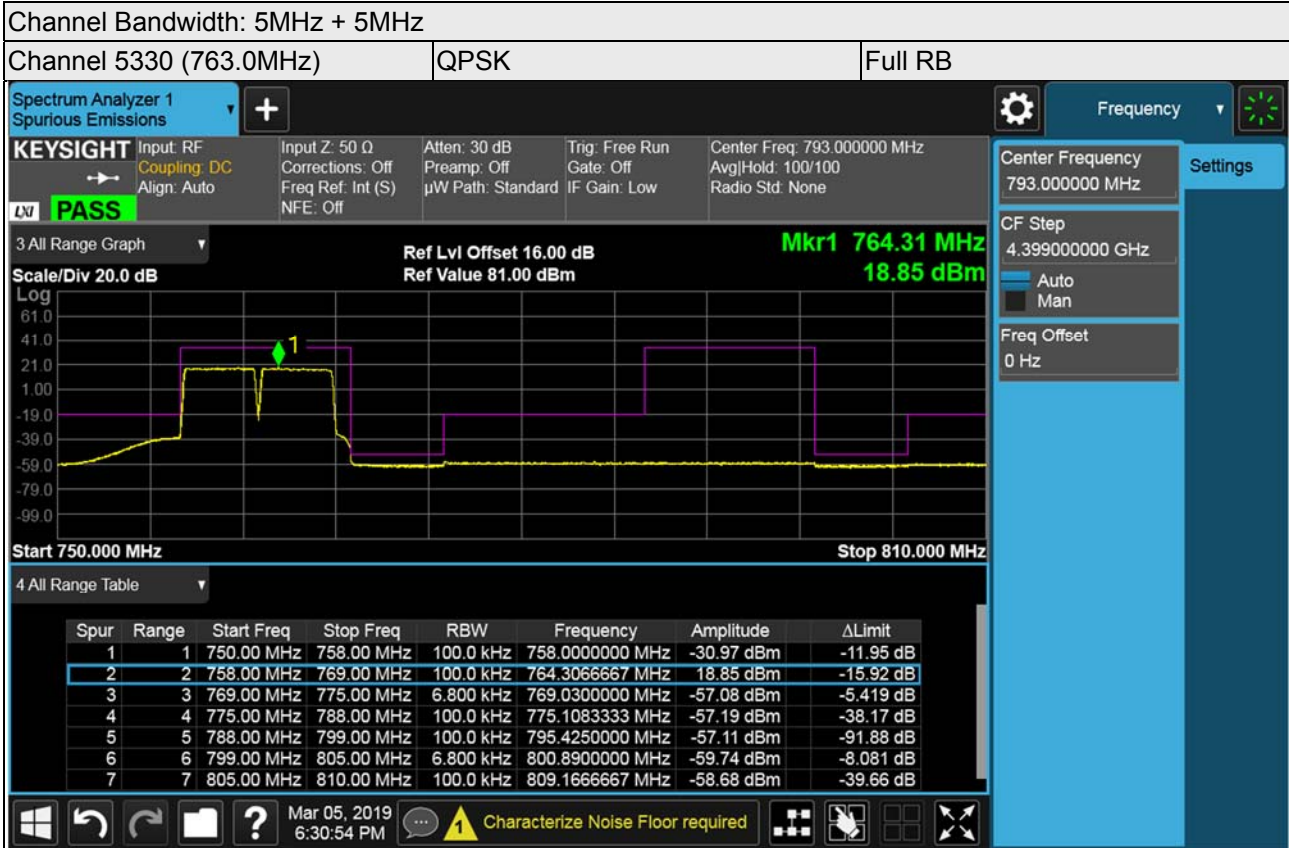 Channel Bandwidth: 5MHz + 5MHz
Channel 5330 (763.0MHz) QPSK Full RB
Spectrum Analyzer 1
Spurious Emissions
+
Frequency
KEYSIGHT
LXI PASS
Input: RF
Coupling: DC
Align: Auto
Input Z: 50 Ω
Corrections: Off
Freq Ref: Int (S)
NFE: Off
Atten: 30 dB
Preamp: Off
µW Path: Standard
Trig: Free Run
Gate: Off
IF Gain: Low
Center Freq: 793.000000 MHz
Avg|Hold: 100/100
Radio Std: None
Center Frequency
793.000000 MHz
Settings
CF Step
4.399000000 GHz
Auto
Man
Freq Offset
0 Hz
3 All Range Graph
Scale/Div 20.0 dB
Ref Lvl Offset 16.00 dB
Ref Value 81.00 dBm
Mkr1 764.31 MHz
18.85 dBm
Log
61.0
41.0
21.0
1.00
-19.0
-39.0
-59.0
-79.0
-99.0
1
Start 750.000 MHz Stop 810.000 MHz
4 All Range Table
Spur Range Start Freq Stop Freq RBW Frequency Amplitude ΔLimit
1 1 750.00 MHz 758.00 MHz 100.0 kHz 758.0000000 MHz -30.97 dBm -11.95 dB
2 2 758.00 MHz 769.00 MHz 100.0 kHz 764.3066667 MHz 18.85 dBm -15.92 dB
3 3 769.00 MHz 775.00 MHz 6.800 kHz 769.0300000 MHz -57.08 dBm -5.419 dB
4 4 775.00 MHz 788.00 MHz 100.0 kHz 775.1083333 MHz -57.19 dBm -38.17 dB
5 5 788.00 MHz 799.00 MHz 100.0 kHz 795.4250000 MHz -57.11 dBm -91.88 dB
6 6 799.00 MHz 805.00 MHz 6.800 kHz 800.8900000 MHz -59.74 dBm -8.081 dB
7 7 805.00 MHz 810.00 MHz 100.0 kHz 809.1666667 MHz -58.68 dBm -39.66 dB
?
Mar 05, 2019
6:30:54 PM
1 Characterize Noise Floor required